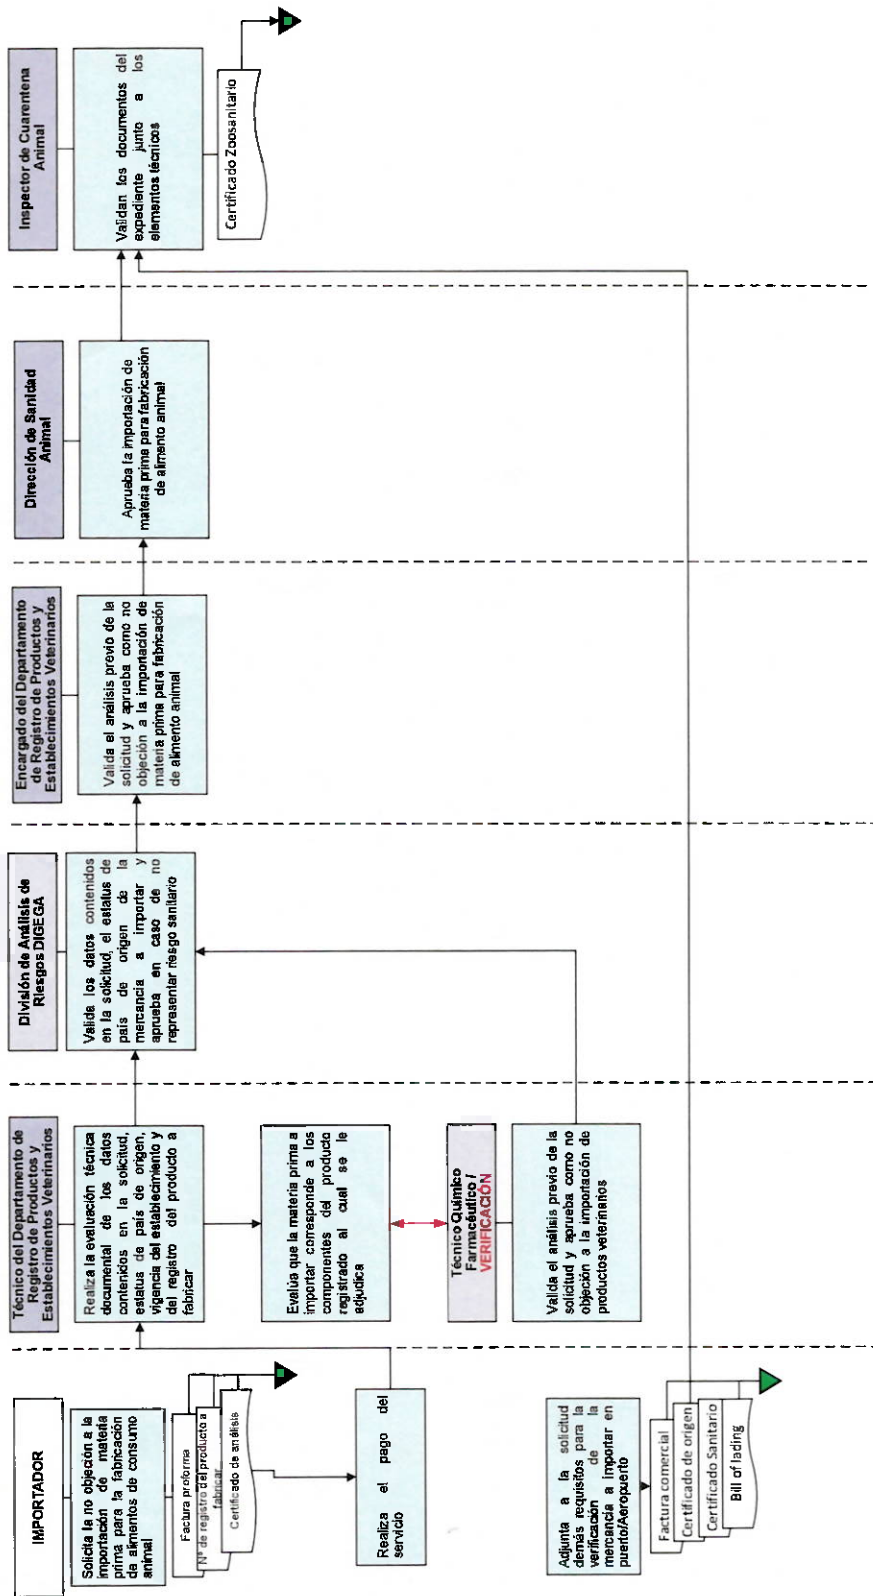 IMPORTADOR
Solicita la no objeción a la
importación de materia
prima para la fabricación
de alimentos de consumo
animal
Factura proforma
N° de registro del producto a
fabricar
Certificado de análisis
Realiza el pago del
servicio
Adjunta a la solicitud
demás requisitos para la
verificación de la
mercancia a importar en
puerto/Aeropuerto
Factura comercial
Certificado de origen
Certificado Sanitario
Bill of lading
Técnico del Departamento de
Registro de Productos y
Establecimientos Veterinarios
Realiza la evaluación técnica
documental de los datos
contenidos en la solicitud,
estatus de país de origen,
vigencia del establecimiento y
del registro del producto a
fabricar
Evalúa que la materia prima a
importar corresponde a los
componentes del producto
registrado al cual se le
adjudica
Técnico Químico
Farmacéutico /
VERIFICACIÓN
Valida el análisis previo de la
solicitud y aprueba como no
objeción a la importación de
productos veterinarios
División de Análisis de
Riesgos DIGEGA
Valida los datos contenidos
en la solicitud, el estatus de
país de origen de la
mercancia a importar y
aprueba en caso de no
representar riesgo sanitario
Encargado del Departamento
de Registro de Productos y
Establecimientos Veterinarios
Valida el análisis previo de la
solicitud y aprueba como no
objeción a la importación de
materia prima para fabricación
de alimento animal
Dirección de Sanidad
Animal
Aprueba la importación de
materia prima para fabricación
de alimento animal
Inspector de Cuarentena
Animal
Validan los documentos del
expediente junto a los
elementos técnicos
Certificado Zoosanitario